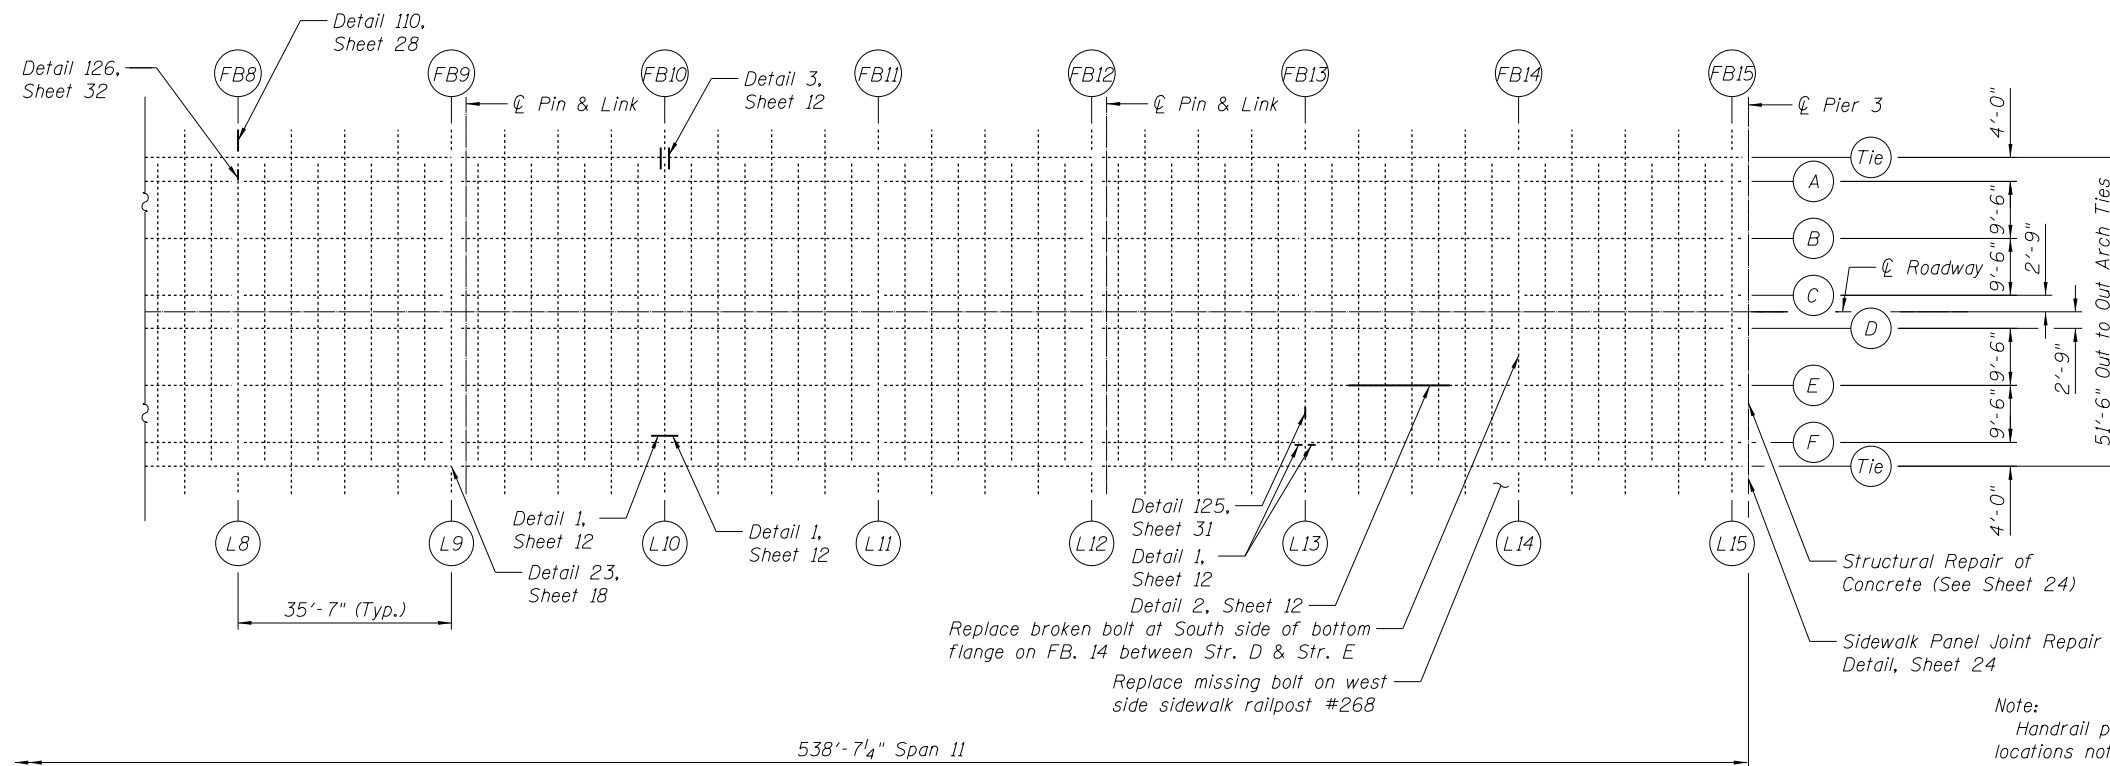 Detail 110,
Sheet 28
Detail 126,
Sheet 32
FB8
FB9
FB10
FB11
FB12
FB13
FB14
FB15
Detail 3,
Sheet 12
℄ Pin & Link
℄ Pin & Link
℄ Pier 3
4'-0"
Tie
A
9'-6"
B
9'-6"
2'-9"
℄ Roadway
C
D
2'-9"
9'-6"
E
9'-6"
F
Tie
4'-0"
51'-6" Out to Out Arch Ties
L8
L9
L10
L11
L12
L13
L14
L15
Detail 1,
Sheet 12
Detail 1,
Sheet 12
Detail 23,
Sheet 18
35'-7" (Typ.)
Detail 125,
Sheet 31
Detail 1,
Sheet 12
Detail 2, Sheet 12
Replace broken bolt at South side of bottom
flange on FB. 14 between Str. D & Str. E
Replace missing bolt on west
side sidewalk railpost #268
Structural Repair of
Concrete (See Sheet 24)
Sidewalk Panel Joint Repair
Detail, Sheet 24
Note:
Handrail p
locations not
538'-7¼" Span 11